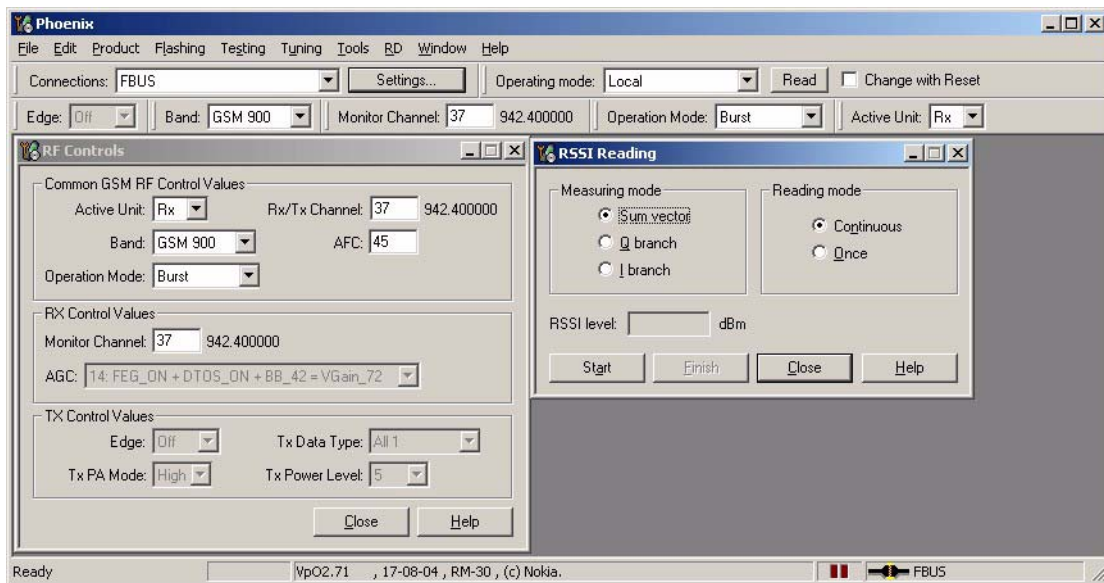 Phoenix
File Edit Product Flashing Testing Tuning Tools RD Window Help
Connections: FBUS Settings... Operating mode: Local Read Change with Reset
Edge: Off Band: GSM 900 Monitor Channel: 37 942.400000 Operation Mode: Burst Active Unit: Rx
RF Controls
Common GSM RF Control Values
Active Unit: Rx Rx/Tx Channel: 37 942.400000
Band: GSM 900 AFC: 45
Operation Mode: Burst
RX Control Values
Monitor Channel: 37 942.400000
AGC: 14: FEG_ON + DTOS_ON + BB_42 = VGain_72
TX Control Values
Edge: Off Tx Data Type: All 1
Tx PA Mode: High Tx Power Level: 5
Close Help
RSSI Reading
Measuring mode
Sum vector
Q branch
I branch
Reading mode
Continuous
Once
RSSI level: dBm
Start Finish Close Help
Ready VpO2.71 , 17-08-04 , RM-30 , (c) Nokia. FBUS